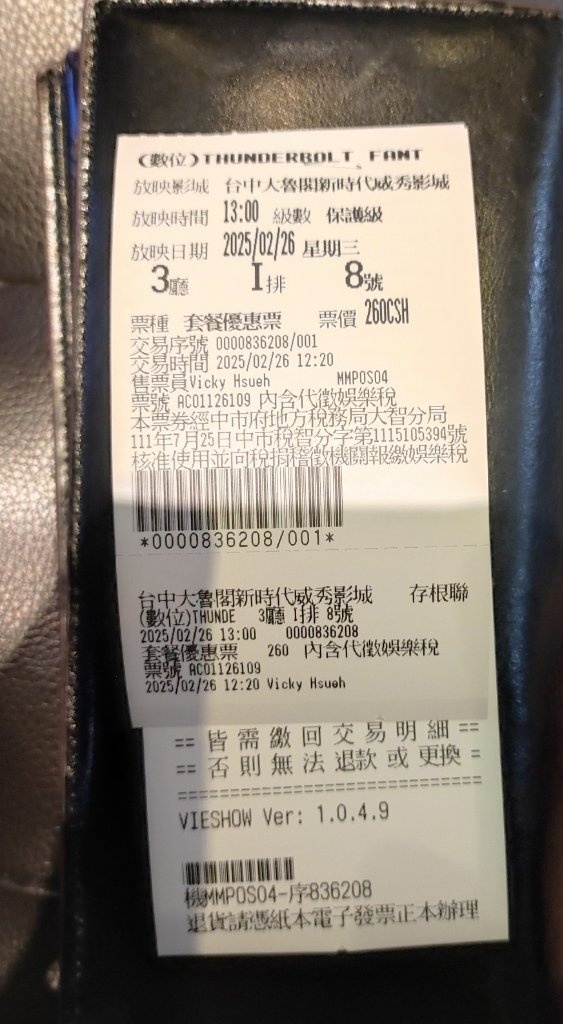 (數位)THUNDERBOLT FANT
放映影城 台中大魯閣新時代威秀影城
放映時間 13:00 級數 保護級
放映日期 2025/02/26 星期三
3廳 I排 8號
票種 套餐優惠票 票價 260CSH
交易序號 0000836208/001
交易時間 2025/02/26 12:20
售票員Vicky Hsueh MMPOS04
票號 AC01126109 內含代徵娛樂稅
本票券經中市府地方稅務局大智分局
111年7月25日中市稅智分字第1115105394號
核准使用並向稅捐稽徵機關報繳娛樂稅
*0000836208/001*
台中大魯閣新時代威秀影城 存根聯
(數位)THUNDE 3廳 I排 8號
2025/02/26 13:00 0000836208
套餐優惠票 260 內含代徵娛樂稅
票號 AC01126109
2025/02/26 12:20 Vicky Hsueh
== 皆需繳回交易明細 ==
== 否則無法退款或更換 =
==============================
VIESHOW Ver: 1.0.4.9
機MMPOS04-序836208
退貨請憑紙本電子發票正本辦理